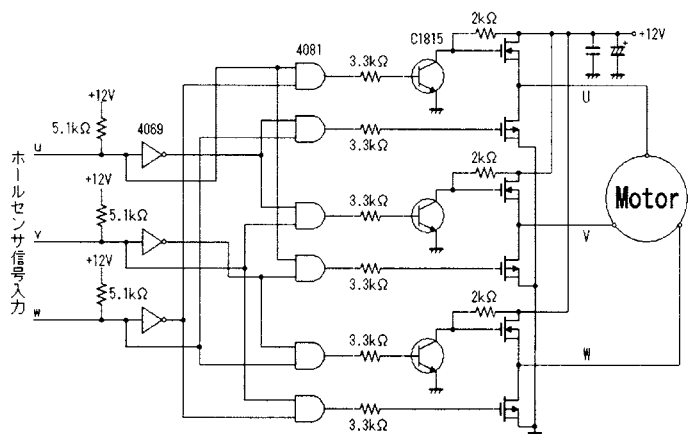 2kΩ
4081
C1815
+12V
3.3kΩ
+12V
5.1kΩ
4069
U
3.3kΩ
u
2kΩ
+12V
5.1kΩ
3.3kΩ
Motor
ホールセンサ信号入力
v
V
+12V
3.3kΩ
5.1kΩ
2kΩ
w
3.3kΩ
W
3.3kΩ